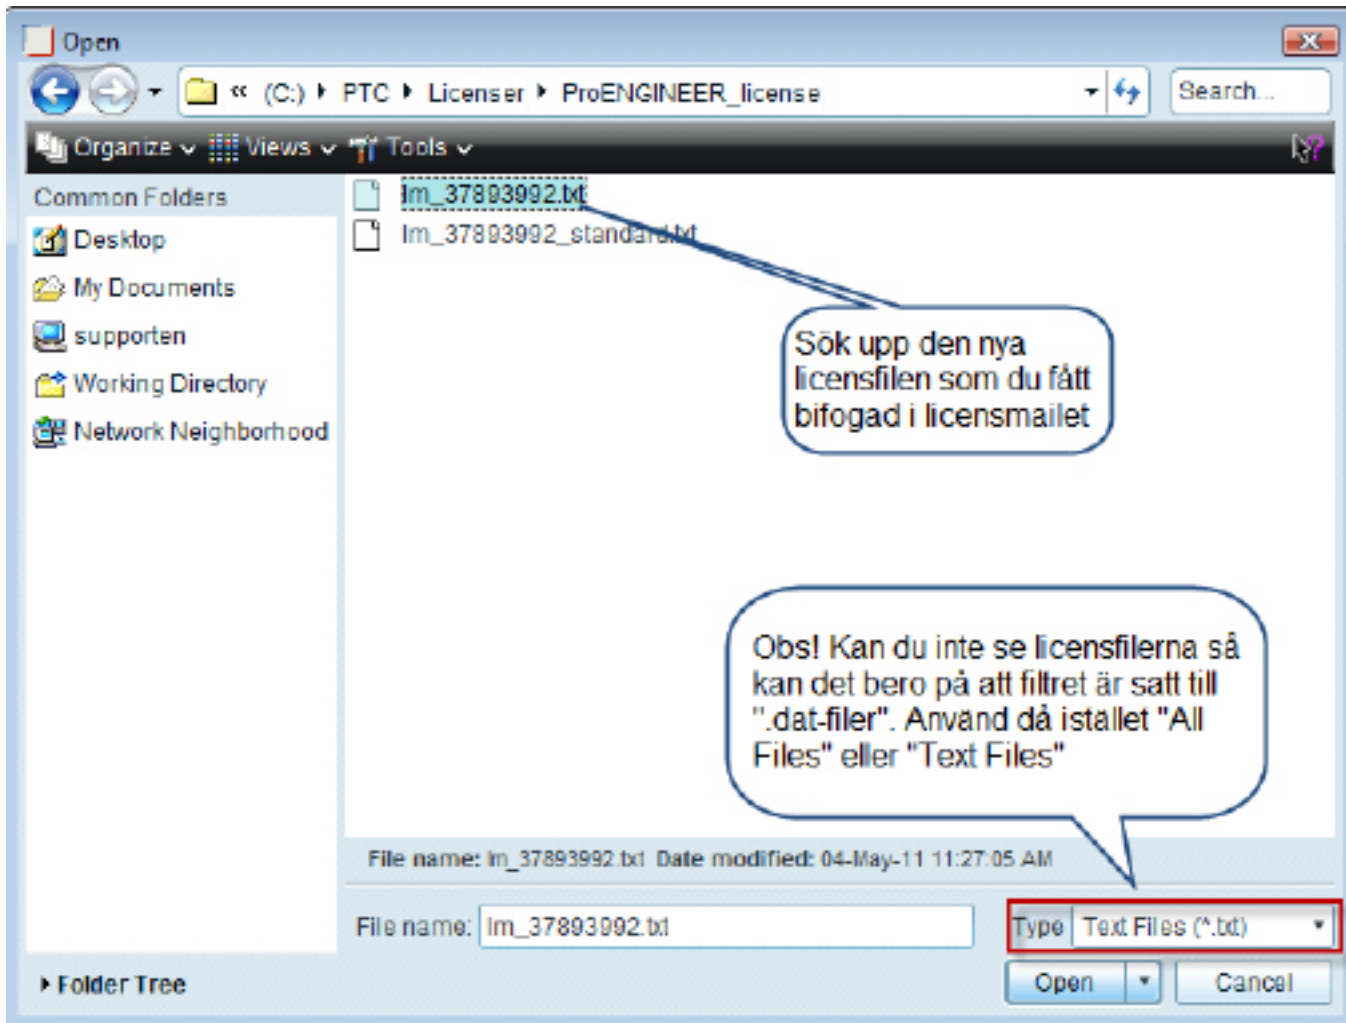 Open
« (C:) PTC Licenser ProENGINEER_license
Search...
Organize Views Tools
Common Folders
Desktop
My Documents
supporten
Working Directory
Network Neighborhood
lm_37893992.txt
lm_37893992_standard.txt
Sök upp den nya
licensfilen som du fått
bifogad i licensmailet
Obs! Kan du inte se licensfilerna så
kan det bero på att filtret är satt till
".dat-filer". Använd då istället "All
Files" eller "Text Files"
File name: lm_37893992.txt Date modified: 04-May-11 11:27:05 AM
File name: lm_37893992.txt
Type Text Files (*.txt)
Folder Tree
Open Cancel